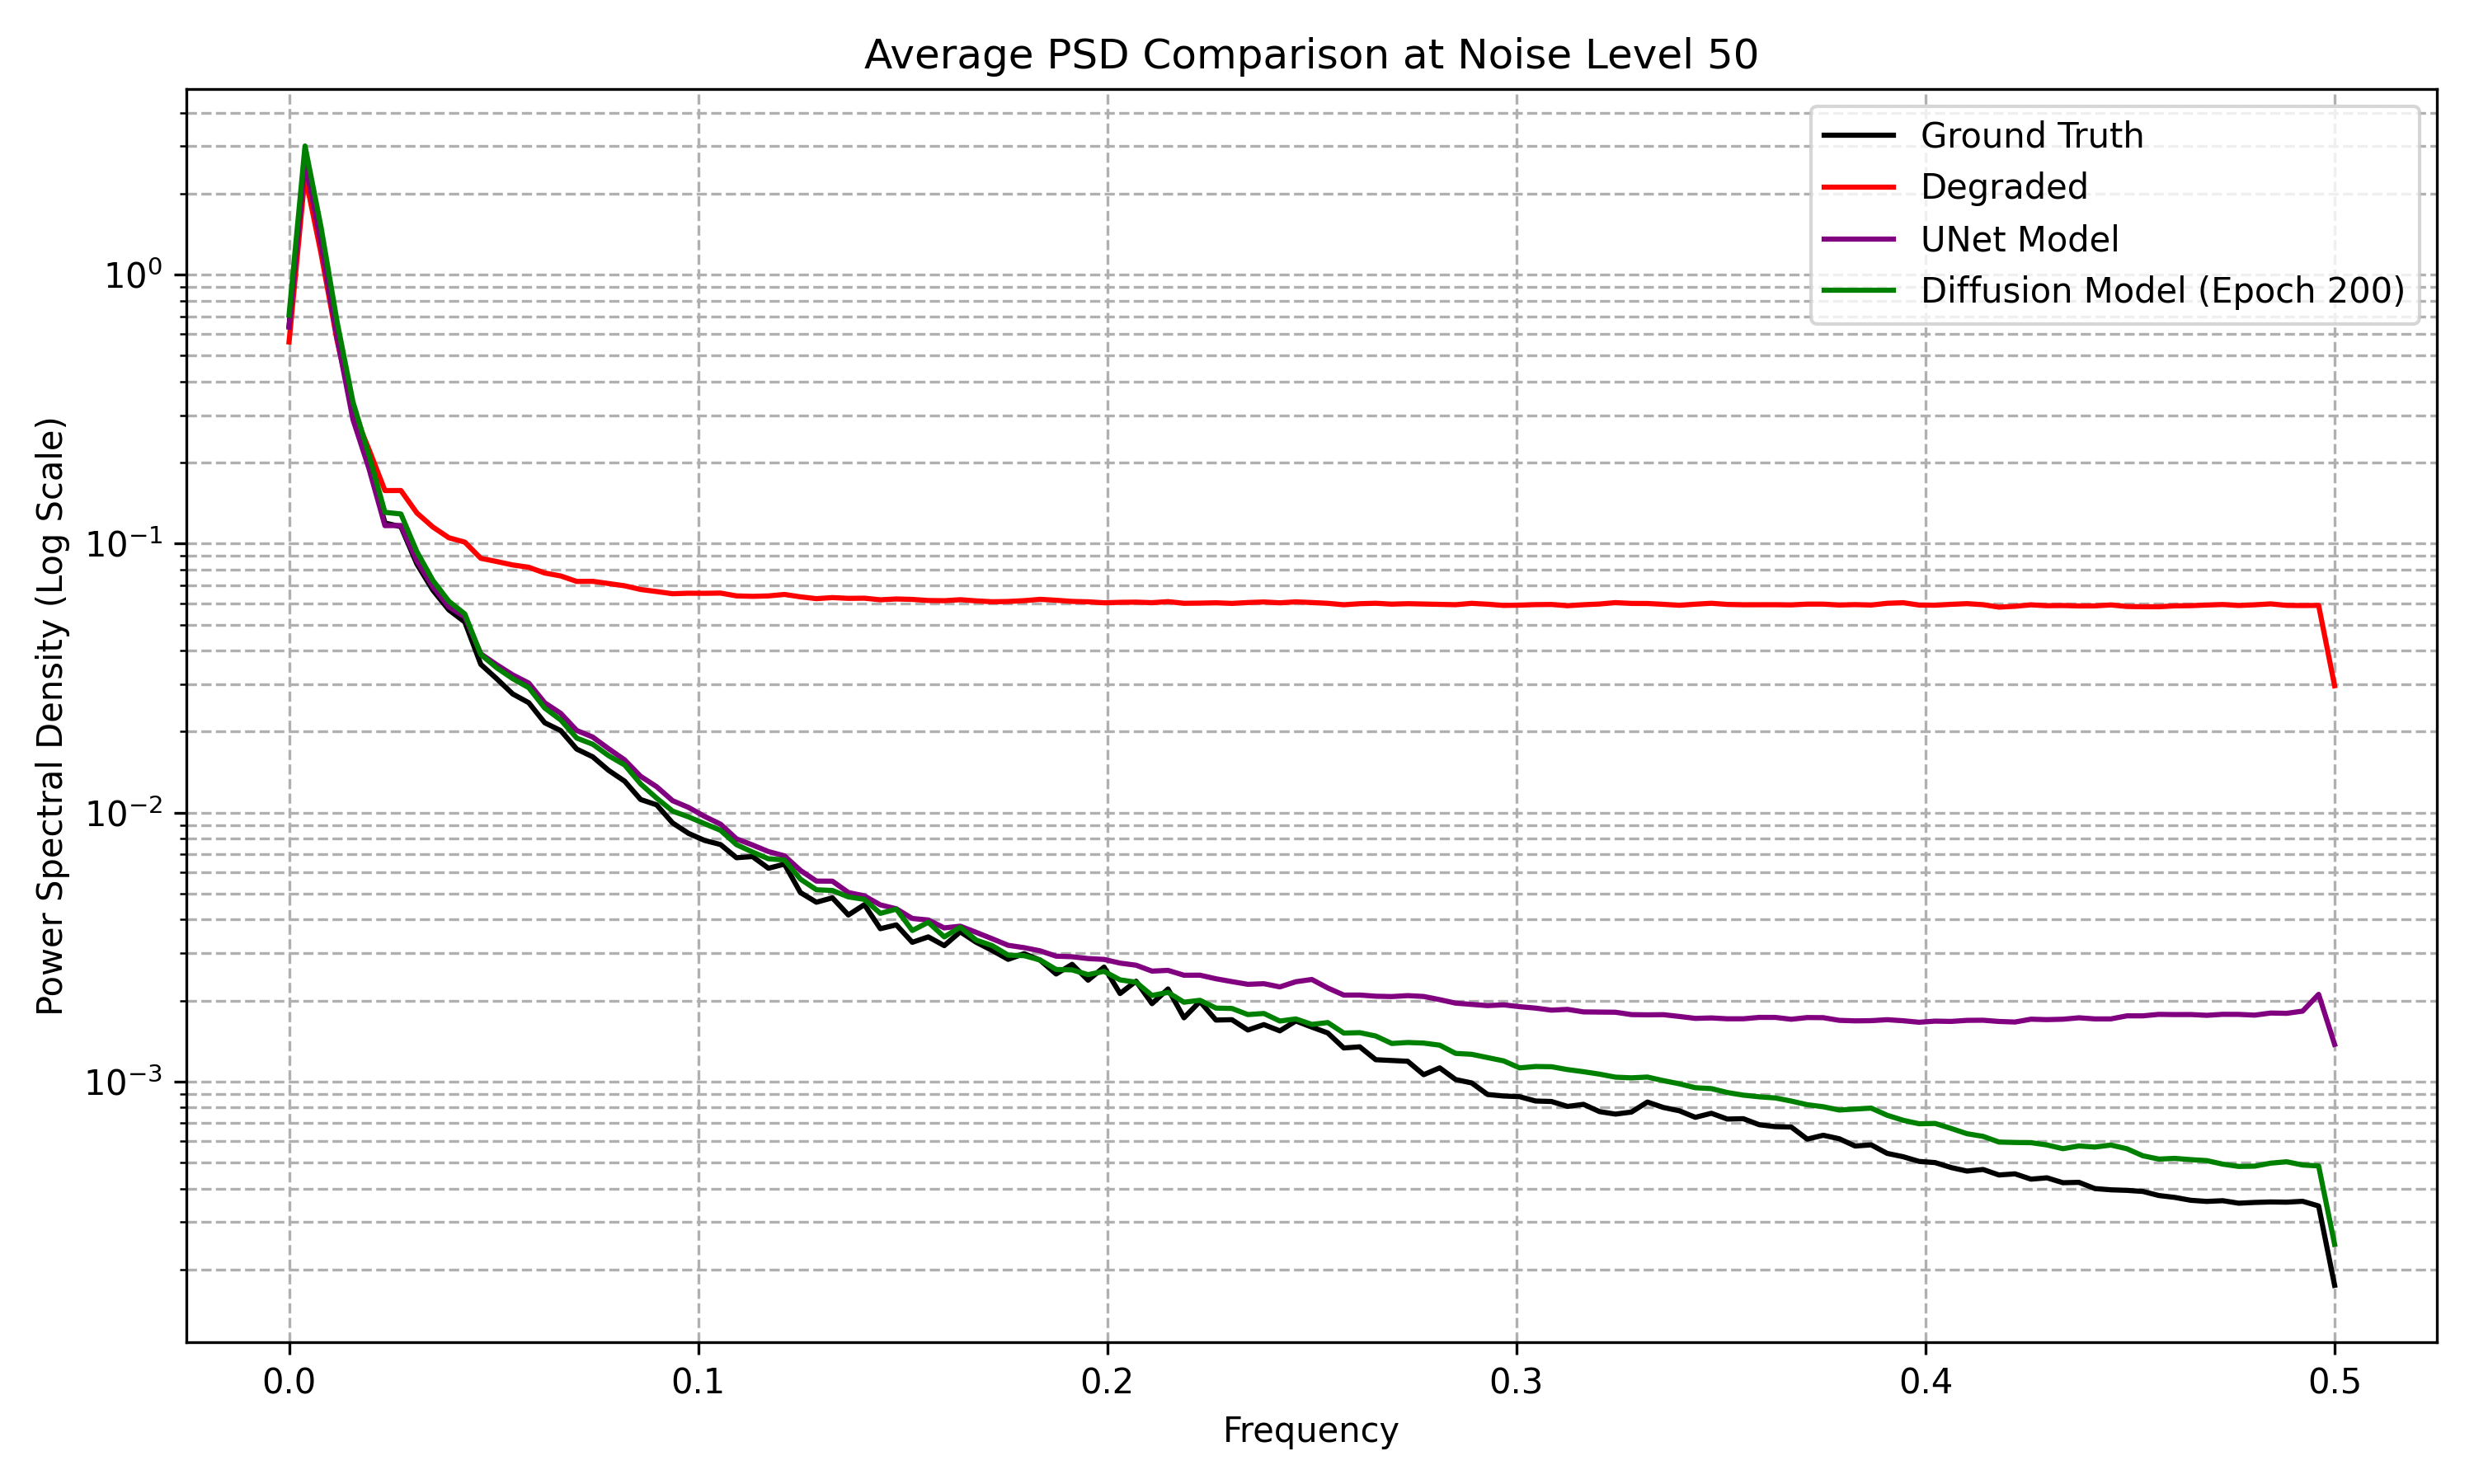 Average PSD Comparison at Noise Level 50
Ground Truth
Degraded
UNet Model
Diffusion Model (Epoch 200)
Power Spectral Density (Log Scale)
10⁰
10⁻¹
10⁻²
10⁻³
0.0 0.1 0.2 0.3 0.4 0.5
Frequency